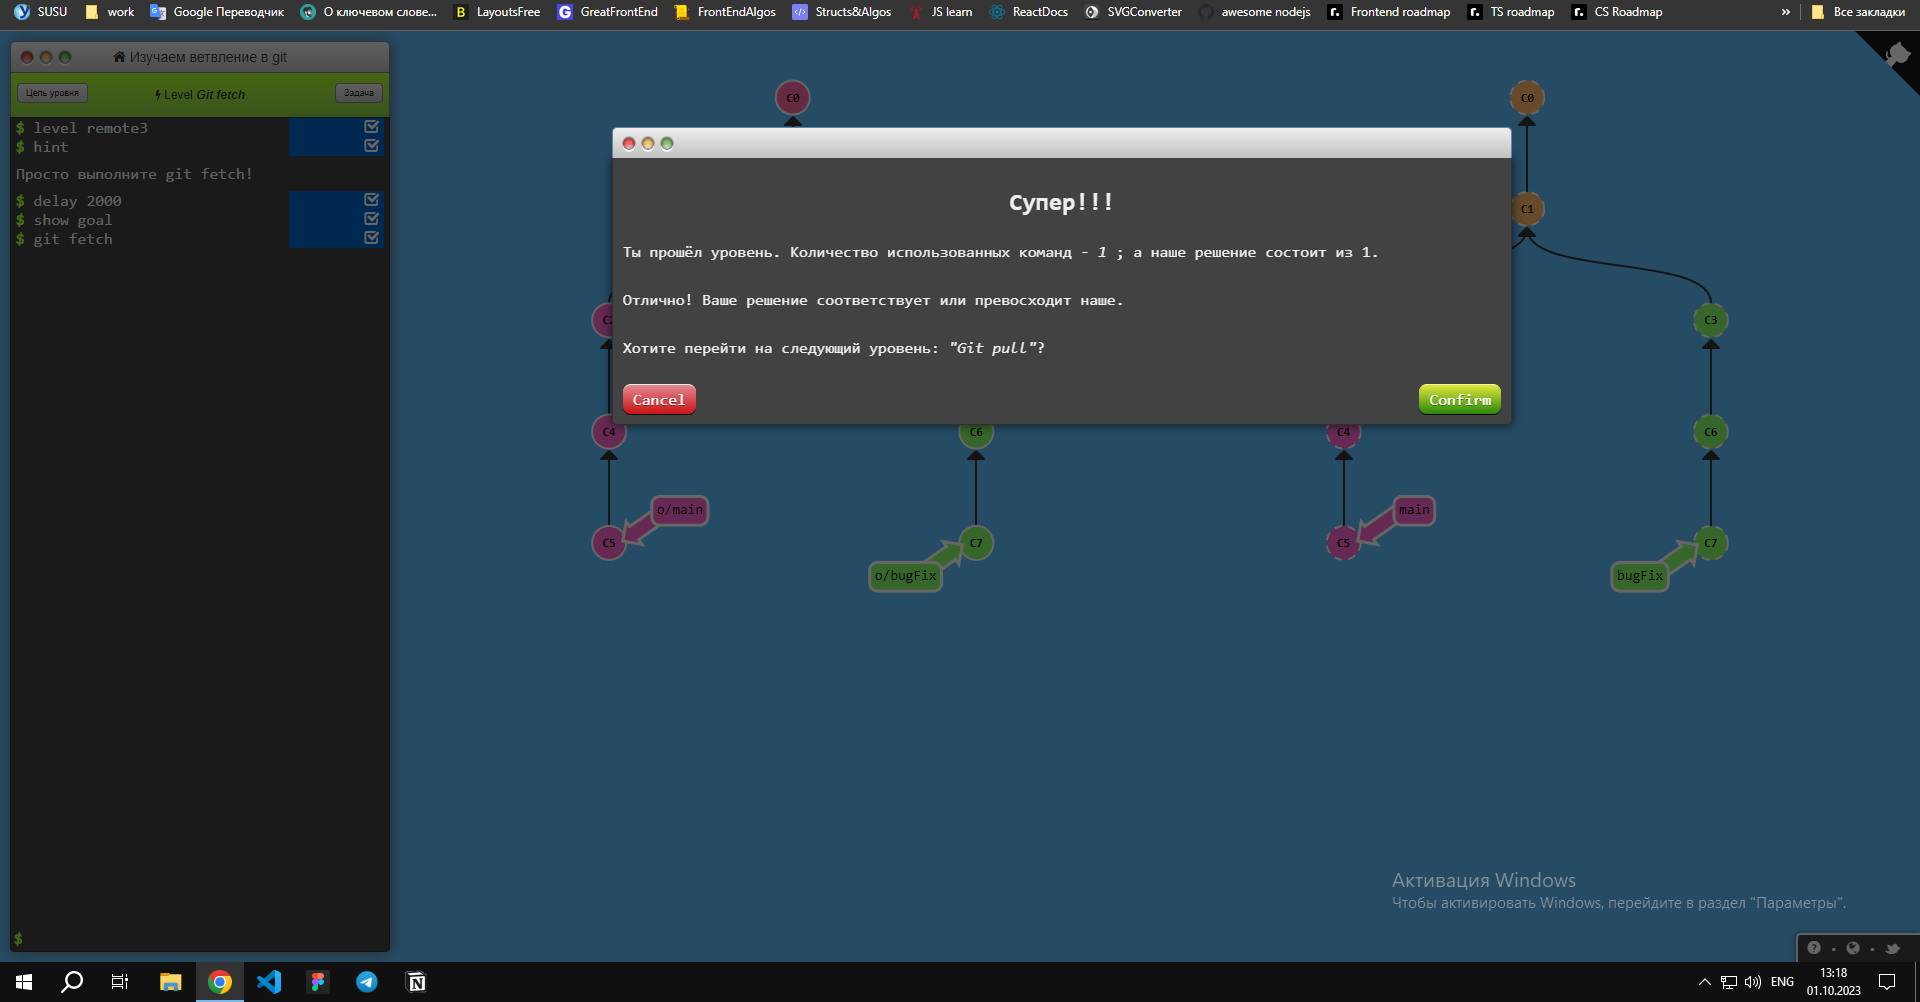 SUSU work Google Переводчик О ключевом слове... LayoutsFree GreatFrontEnd FrontEndAlgos Structs&Algos JS learn ReactDocs SVGConverter awesome nodejs Frontend roadmap TS roadmap CS Roadmap » Все закладки
Изучаем ветвление в git
Цель уровня Level Git fetch Задача
$ level remote3
$ hint
Просто выполните git fetch!
$ delay 2000
$ show goal
$ git fetch
$
C0 C0
Супер!!!
Ты прошёл уровень. Количество использованных команд - 1 ; а наше решение состоит из 1.
Отлично! Ваше решение соответствует или превосходит наше.
Хотите перейти на следующий уровень: "Git pull"?
Cancel Confirm
C1
C3
C4 C6 C4 C6
o/main main
C5 C7 C5 C7
o/bugFix bugFix
Активация Windows
Чтобы активировать Windows, перейдите в раздел "Параметры".
ENG
13:18
01.10.2023